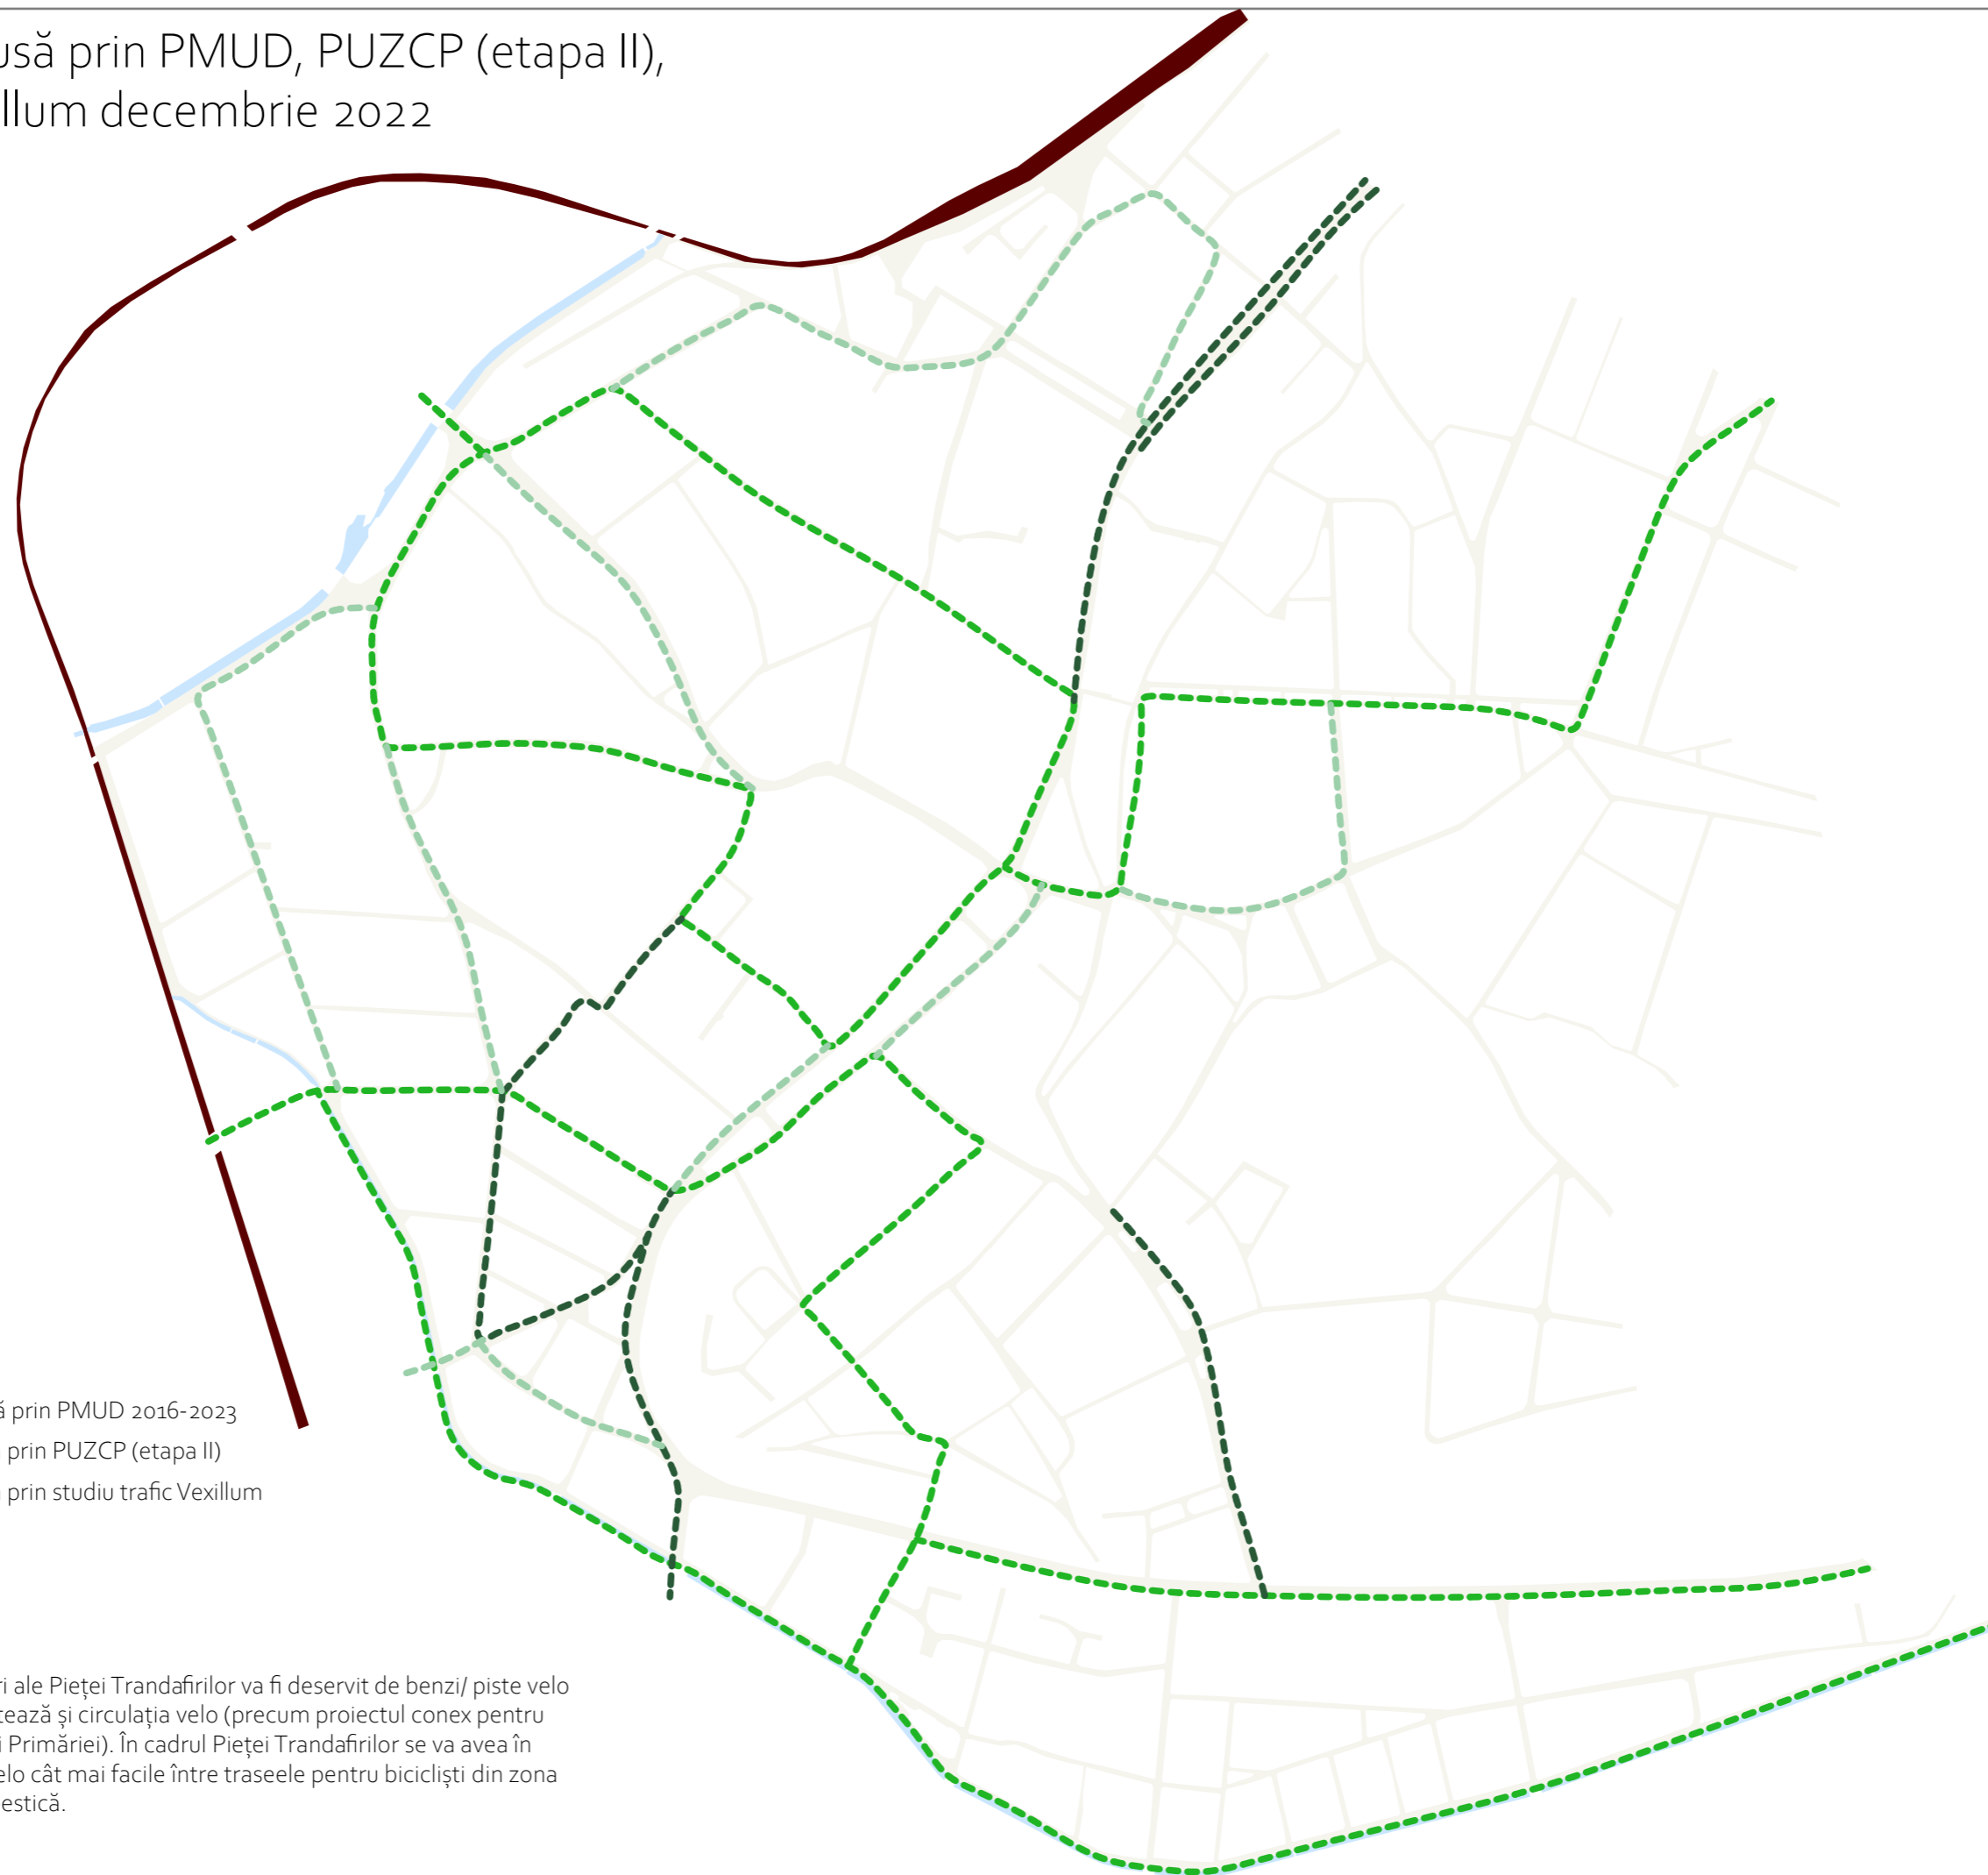 usă prin PMUD, PUZCP (etapa II),
llum decembrie 2022
ă prin PMUD 2016-2023
prin PUZCP (etapa II)
prin studiu trafic Vexillum
ri ale Pieței Trandafirilor va fi deservit de benzi/ piste velo
tează și circulația velo (precum proiectul conex pentru
i Primăriei). În cadrul Pieței Trandafirilor se va avea în
elo cât mai facile între traseele pentru bicicliști din zona
estică.